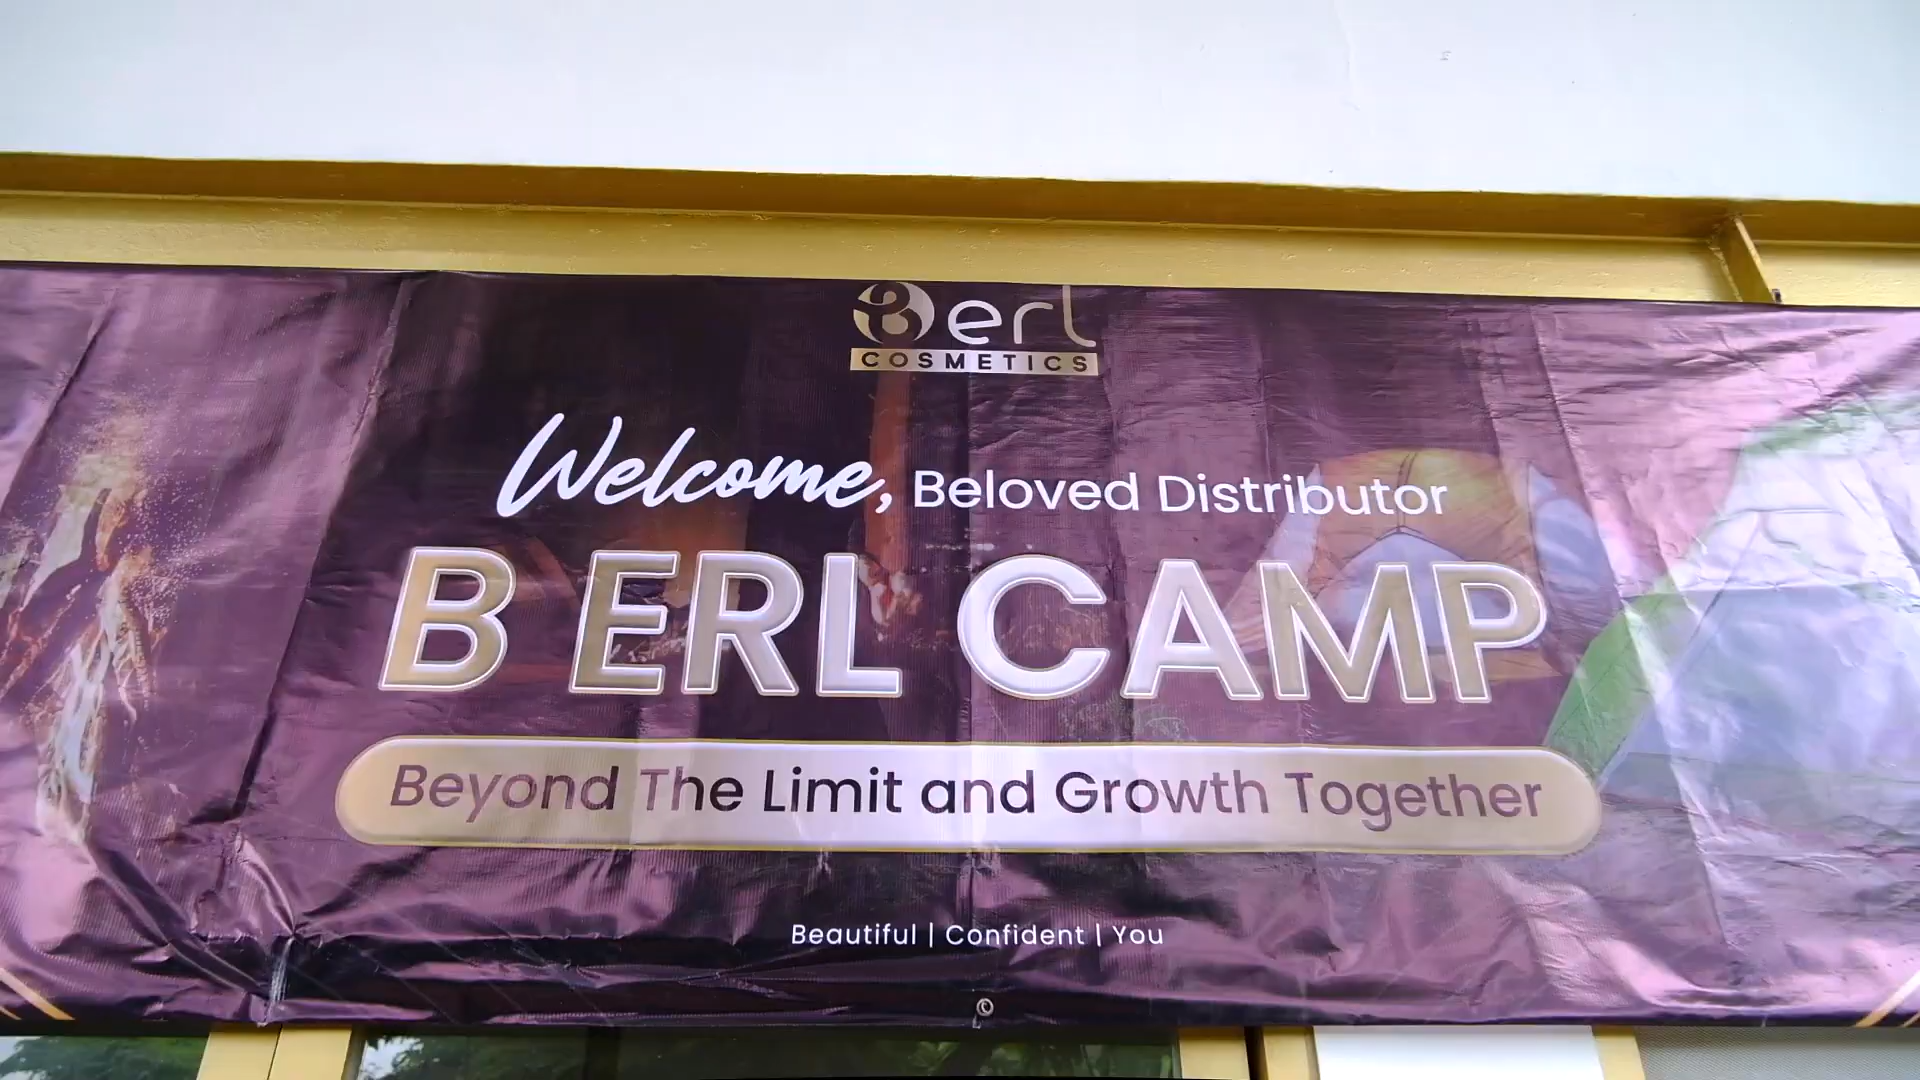 Berl
COSMETICS
Welcome, Beloved Distributor
B ERL CAMP
Beyond The Limit and Growth Together
Beautiful | Confident | You